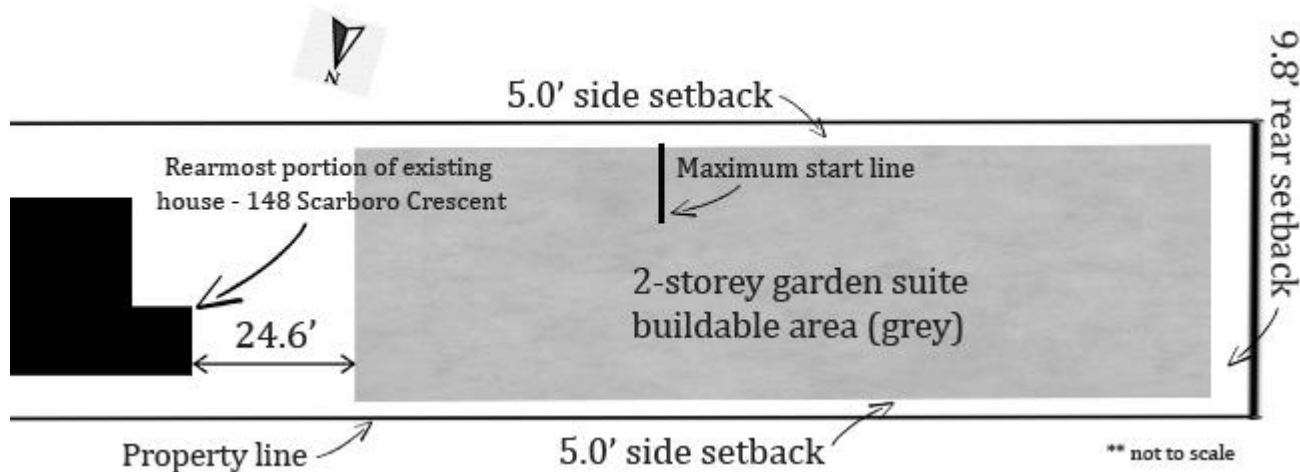 N
5.0’ side setback
9.8’ rear setback
Rearmost portion of existing
house - 148 Scarboro Crescent
Maximum start line
2-storey garden suite
buildable area (grey)
24.6’
Property line
5.0’ side setback
** not to scale